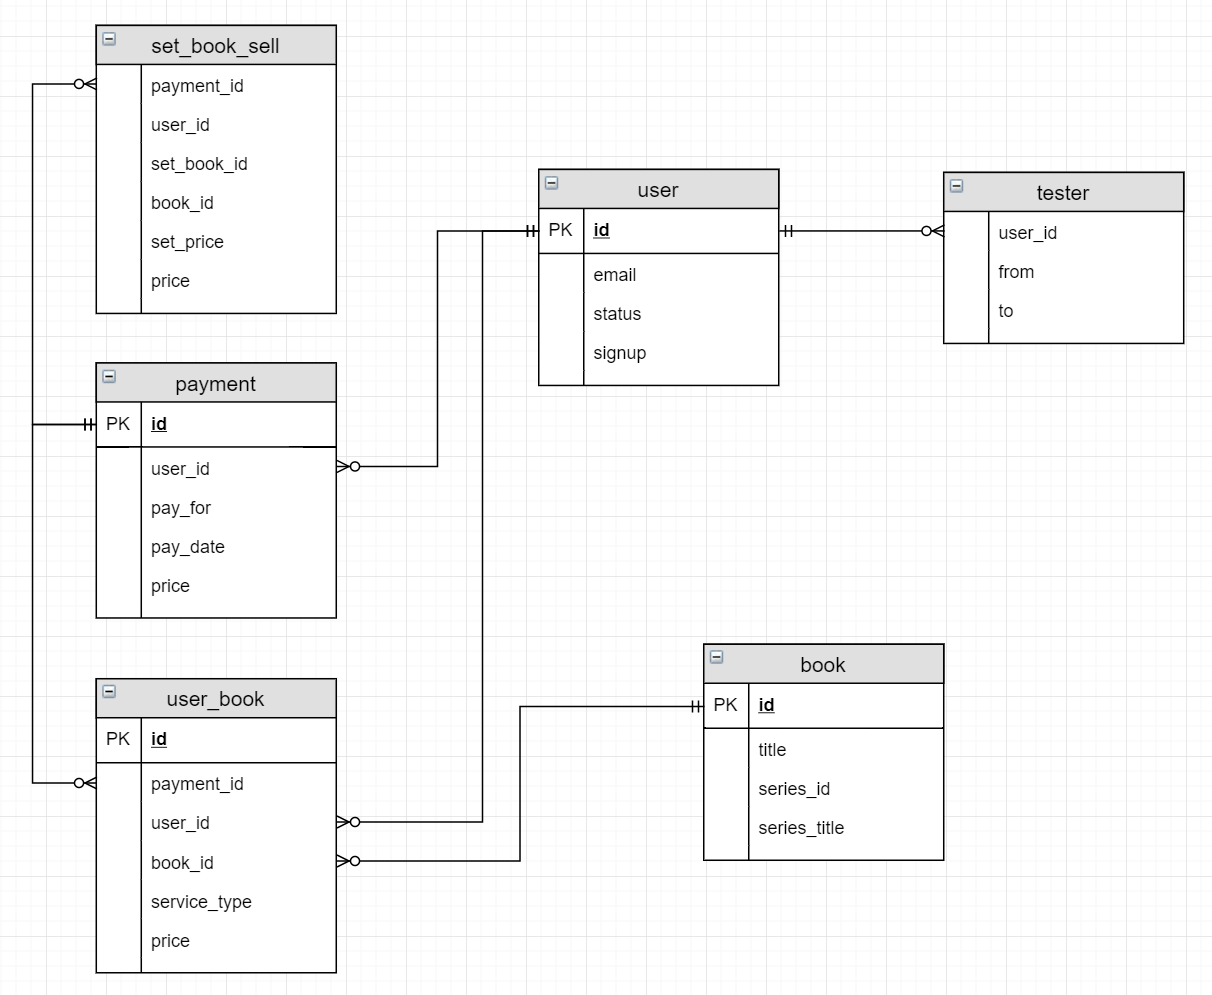 set_book_sell
payment_id
user_id
set_book_id
book_id
set_price
price
user
PK id
email
status
signup
tester
user_id
from
to
payment
PK id
user_id
pay_for
pay_date
price
user_book
PK id
payment_id
user_id
book_id
service_type
price
book
PK id
title
series_id
series_title